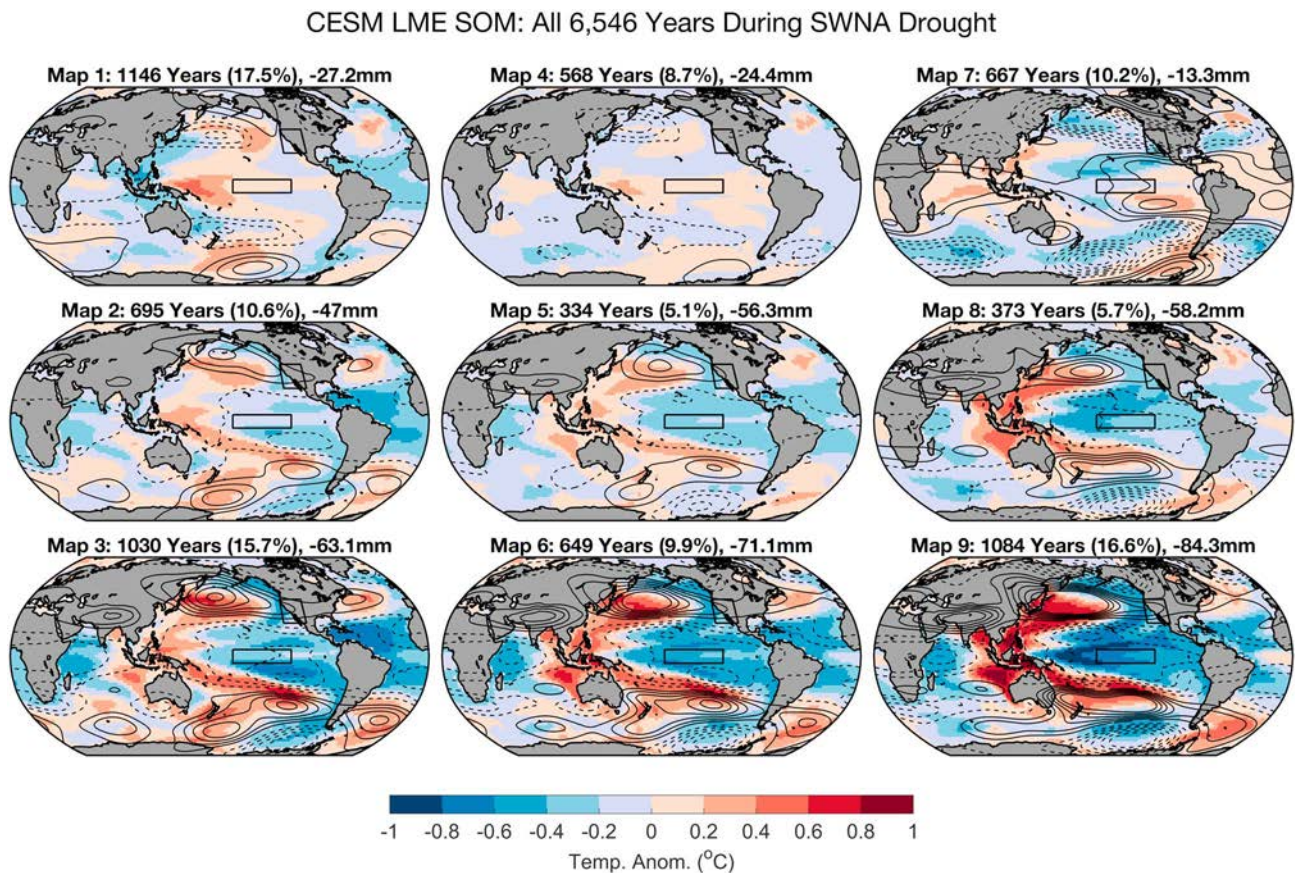 CESM LME SOM: All 6,546 Years During SWNA Drought
Map 1: 1146 Years (17.5%), -27.2mm
Map 4: 568 Years (8.7%), -24.4mm
Map 7: 667 Years (10.2%), -13.3mm
Map 2: 695 Years (10.6%), -47mm
Map 5: 334 Years (5.1%), -56.3mm
Map 8: 373 Years (5.7%), -58.2mm
Map 3: 1030 Years (15.7%), -63.1mm
Map 6: 649 Years (9.9%), -71.1mm
Map 9: 1084 Years (16.6%), -84.3mm
-1 -0.8 -0.6 -0.4 -0.2 0 0.2 0.4 0.6 0.8 1
Temp. Anom. (°C)